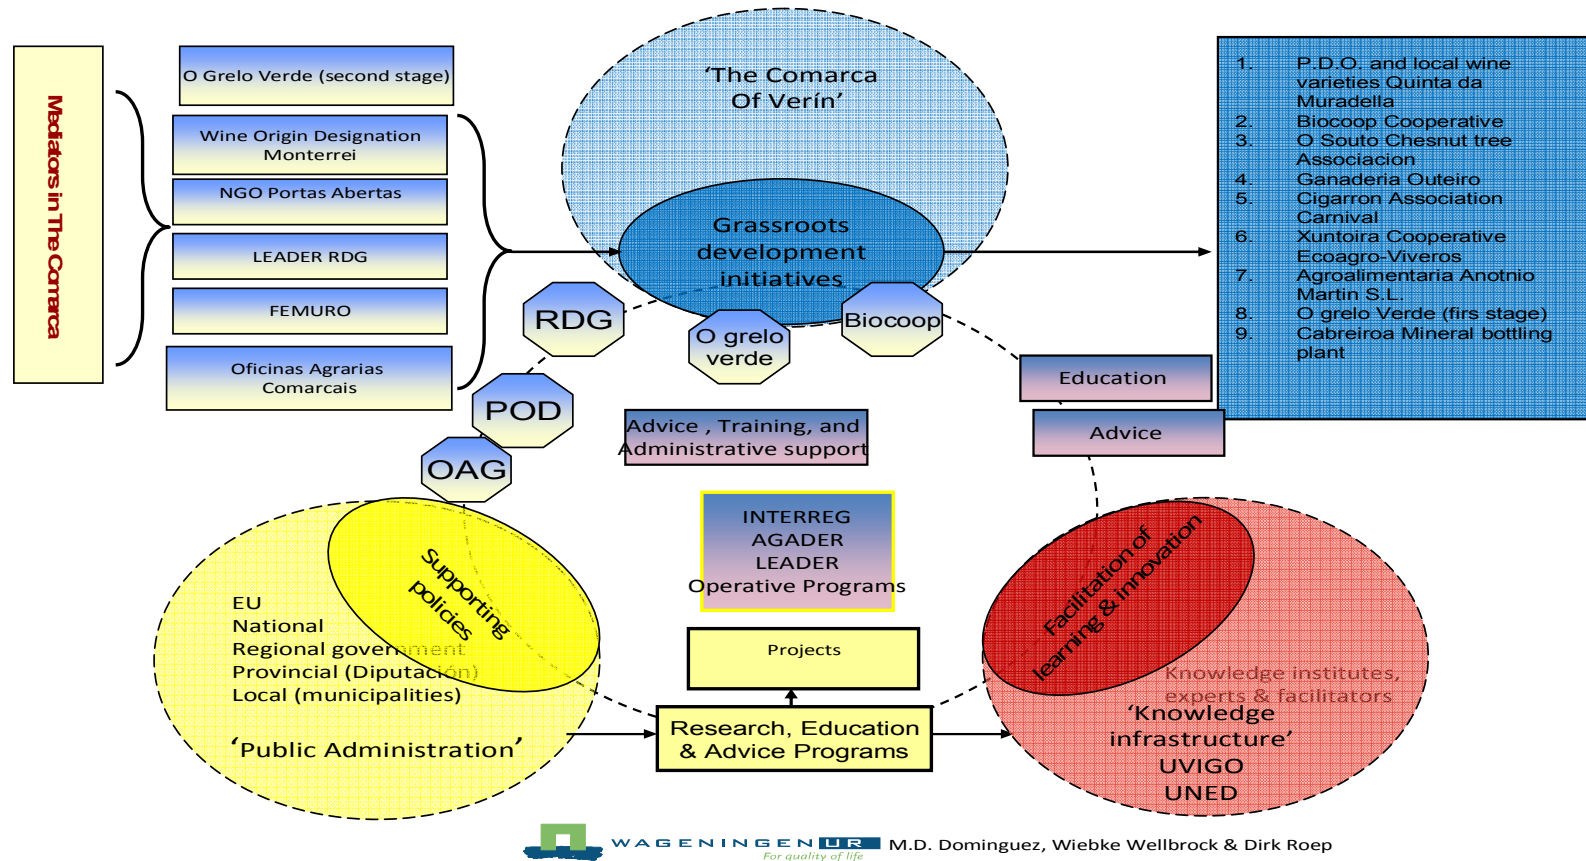 Mediators in The Comarca
O Grelo Verde (second stage)
Wine Origin Designation
Monterrei
NGO Portas Abertas
LEADER RDG
FEMURO
Oficinas Agrarias
Comarcais
‘The Comarca
Of Verín’
Grassroots
development
initiatives
RDG
O grelo
verde
Biocoop
POD
OAG
1. P.D.O. and local wine
varieties Quinta da
Muradella
2. Biocoop Cooperative
3. O Souto Chesnut tree
Associacion
4. Ganaderia Outeiro
5. Cigarron Association
Carnival
6. Xuntoira Cooperative
Ecoagro-Viveros
7. Agroalimentaria Anotnio
Martin S.L.
8. O grelo Verde (firs stage)
9. Cabreiroa Mineral bottling
plant
Education
Advice
Advice , Training, and
Administrative support
INTERREG
AGADER
LEADER
Operative Programs
Supporting
policies
EU
National
Regional government
Provincial (Diputación)
Local (municipalities)
‘Public Administration’
Projects
Research, Education
& Advice Programs
Facilitation of
learning & innovation
Knowledge institutes,
experts & facilitators
‘Knowledge
infrastructure’
UVIGO
UNED
WAGENINGEN UR
For quality of life
M.D. Dominguez, Wiebke Wellbrock & Dirk Roep